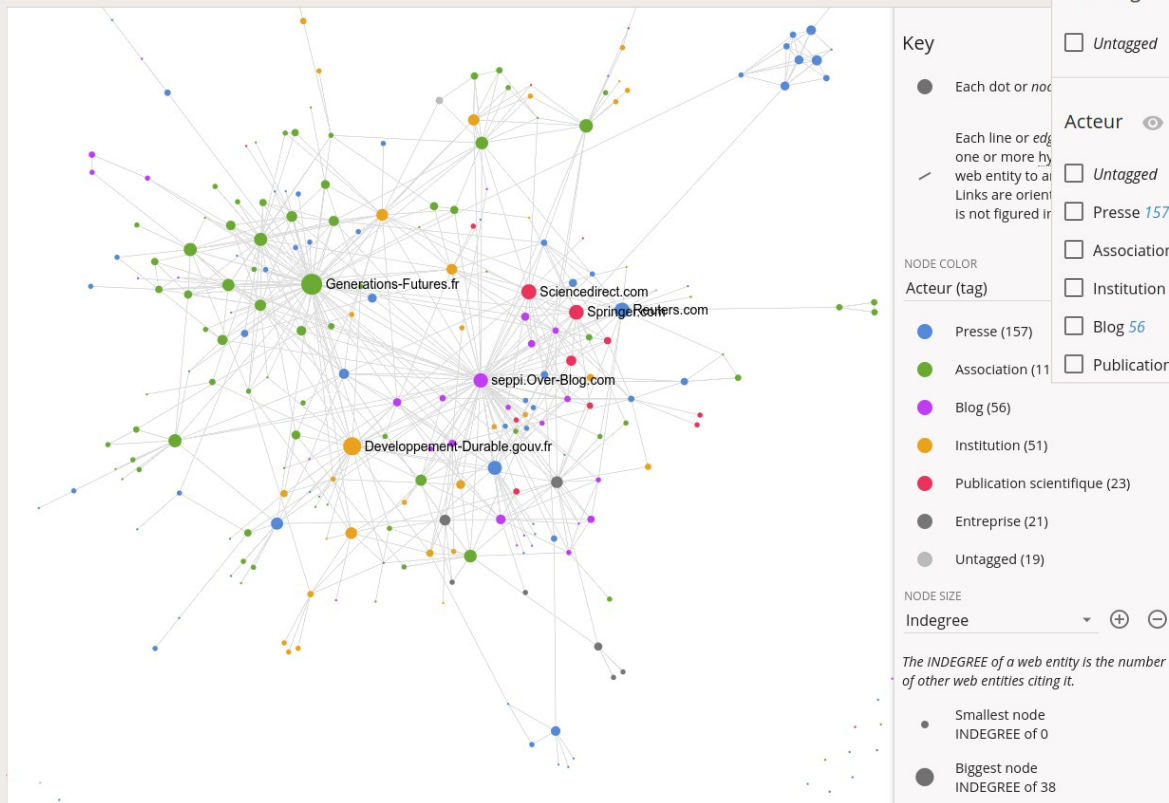 Generations-Futures.fr
Sciencedirect.com
Springer.com
Reuters.com
seppi.Over-Blog.com
Developpement-Durable.gouv.fr
Key
Each dot or
Each line or
one or more hy
web entity to
Links are
is not figured
NODE COLOR
Acteur (tag)
Presse (157)
Association (11
Blog (56)
Institution (51)
Publication scientifique (23)
Entreprise (21)
Untagged (19)
NODE SIZE
Indegree
The INDEGREE of a web entity is the number
of other web entities citing it.
Smallest node
INDEGREE of 0
Biggest node
INDEGREE of 38
Untagged
Acteur
Untagged
Presse 157
Association
Institution
Blog 56
Publication